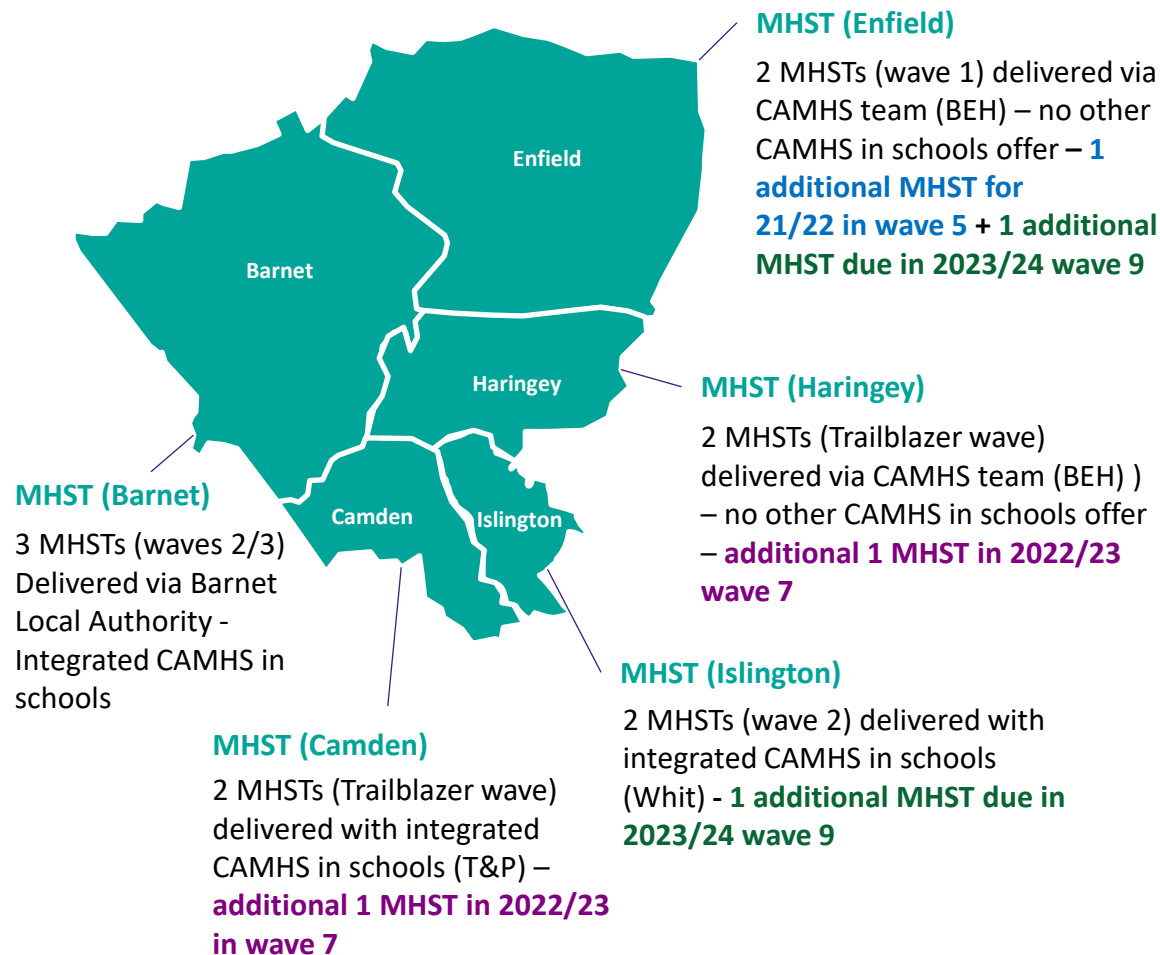 MHST (Enfield)
2 MHSTs (wave 1) delivered via
CAMHS team (BEH) – no other
CAMHS in schools offer – 1
additional MHST for
21/22 in wave 5 + 1 additional
MHST due in 2023/24 wave 9
Enfield
Barnet
Haringey
Camden
Islington
MHST (Haringey)
2 MHSTs (Trailblazer wave)
delivered via CAMHS team (BEH) )
– no other CAMHS in schools offer
– additional 1 MHST in 2022/23
wave 7
MHST (Barnet)
3 MHSTs (waves 2/3)
Delivered via Barnet
Local Authority -
Integrated CAMHS in
schools
MHST (Islington)
2 MHSTs (wave 2) delivered with
integrated CAMHS in schools
(Whit) - 1 additional MHST due in
2023/24 wave 9
MHST (Camden)
2 MHSTs (Trailblazer wave)
delivered with integrated
CAMHS in schools (T&P) –
additional 1 MHST in 2022/23
in wave 7